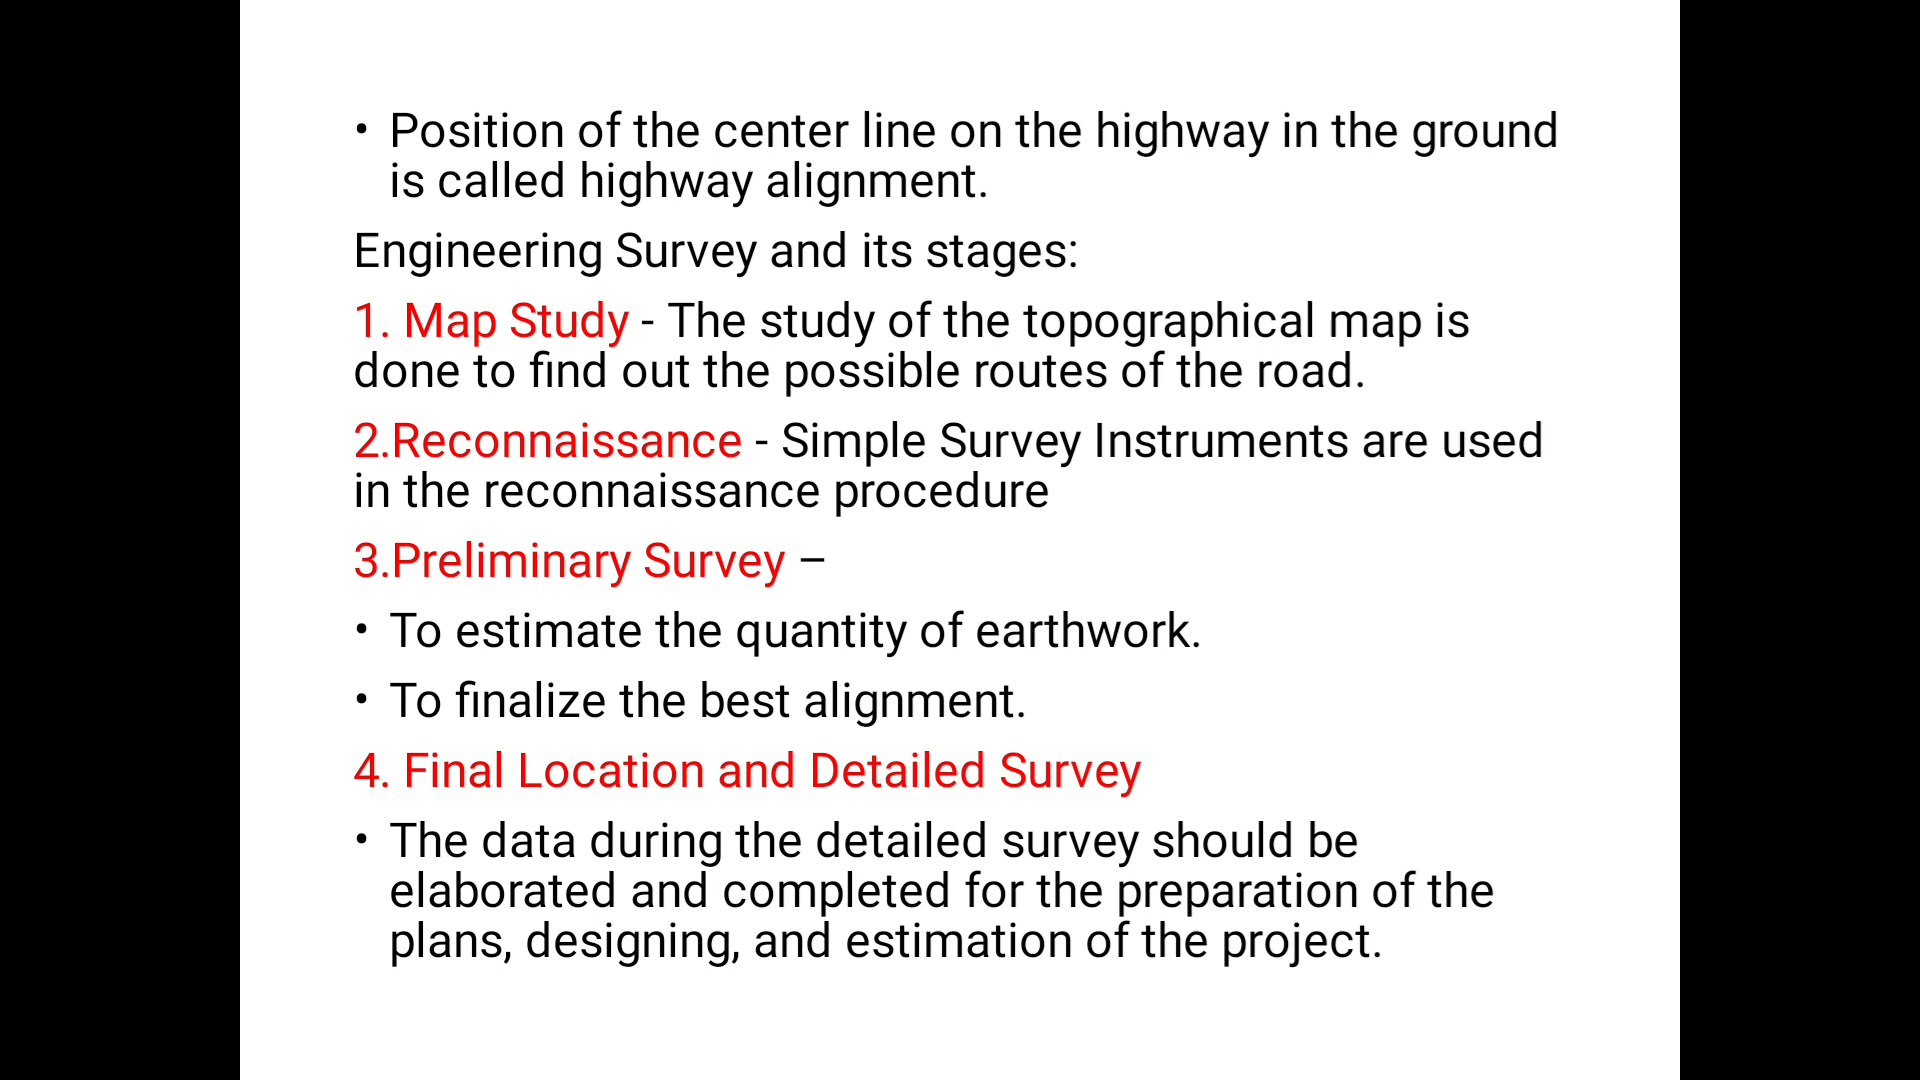 • Position of the center line on the highway in the ground
is called highway alignment.
Engineering Survey and its stages:
1. Map Study - The study of the topographical map is
done to find out the possible routes of the road.
2.Reconnaissance - Simple Survey Instruments are used
in the reconnaissance procedure
3.Preliminary Survey –
• To estimate the quantity of earthwork.
• To finalize the best alignment.
4. Final Location and Detailed Survey
• The data during the detailed survey should be
elaborated and completed for the preparation of the
plans, designing, and estimation of the project.